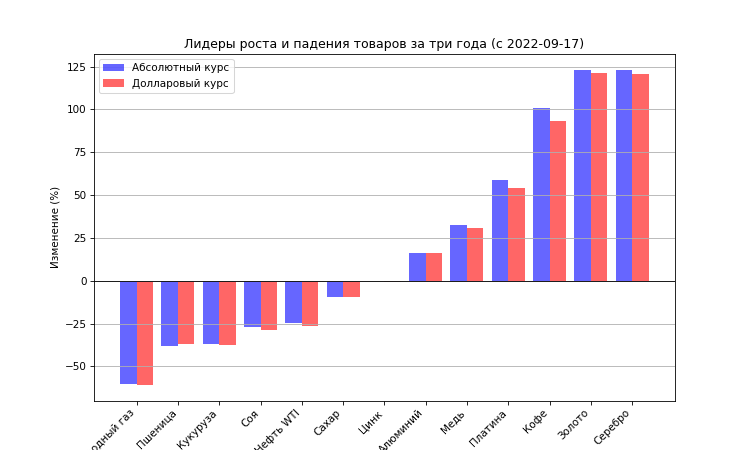 Лидеры роста и падения товаров за три года (с 2022-09-17)
Абсолютный курс
Долларовый курс
Изменение (%)
125
100
75
50
25
0
−25
−50
газ
Пшеница
Кукуруза
Соя
Нефть WTI
Сахар
Цинк
Алюминий
Медь
Платина
Кофе
Золото
Серебро